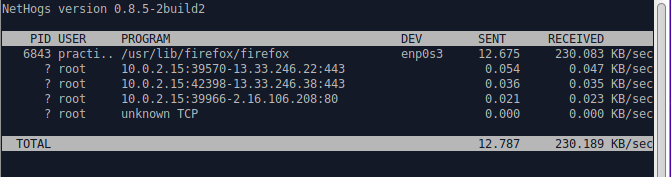 NetHogs version 0.8.5-2build2
PID USER PROGRAM DEV SENT RECEIVED
6843 practi.. /usr/lib/firefox/firefox enp0s3 12.675 230.083 KB/sec
? root 10.0.2.15:39570-13.33.246.22:443 0.054 0.047 KB/sec
? root 10.0.2.15:42398-13.33.246.38:443 0.036 0.035 KB/sec
? root 10.0.2.15:39966-2.16.106.208:80 0.021 0.023 KB/sec
? root unknown TCP 0.000 0.000 KB/sec
TOTAL 12.787 230.189 KB/sec